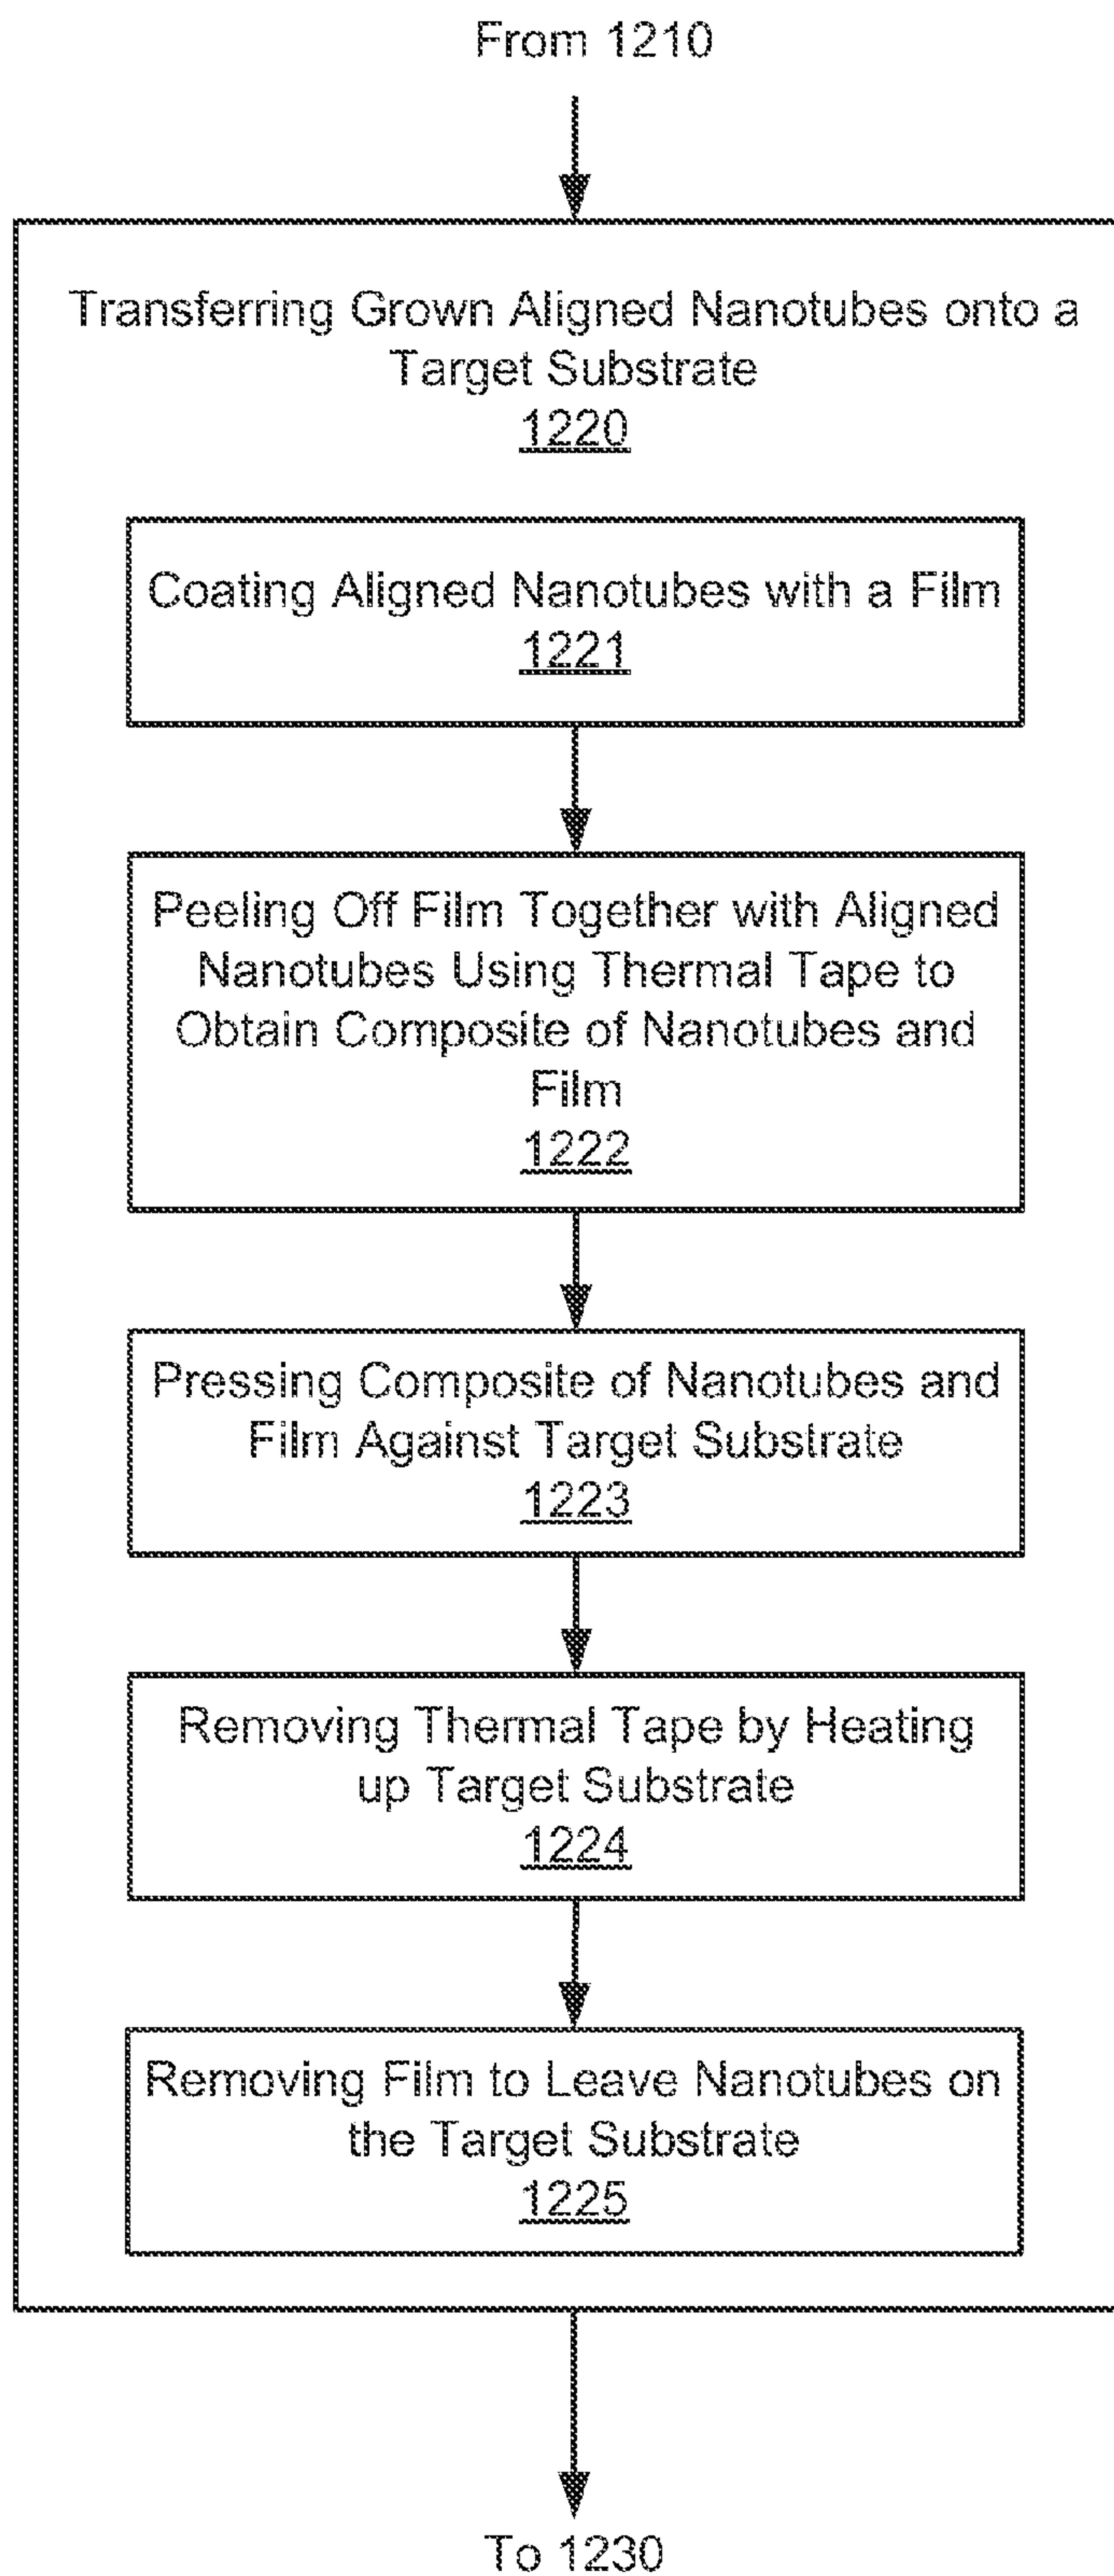 From 1210
Transferring Grown Aligned Nanotubes onto a
Target Substrate
1220
Coating Aligned Nanotubes with a Film
1221
Peeling Off Film Together with Aligned
Nanotubes Using Thermal Tape to
Obtain Composite of Nanotubes and
Film
1222
Pressing Composite of Nanotubes and
Film Against Target Substrate
1223
Removing Thermal Tape by Heating
up Target Substrate
1224
Removing Film to Leave Nanotubes on
the Target Substrate
1225
To 1230